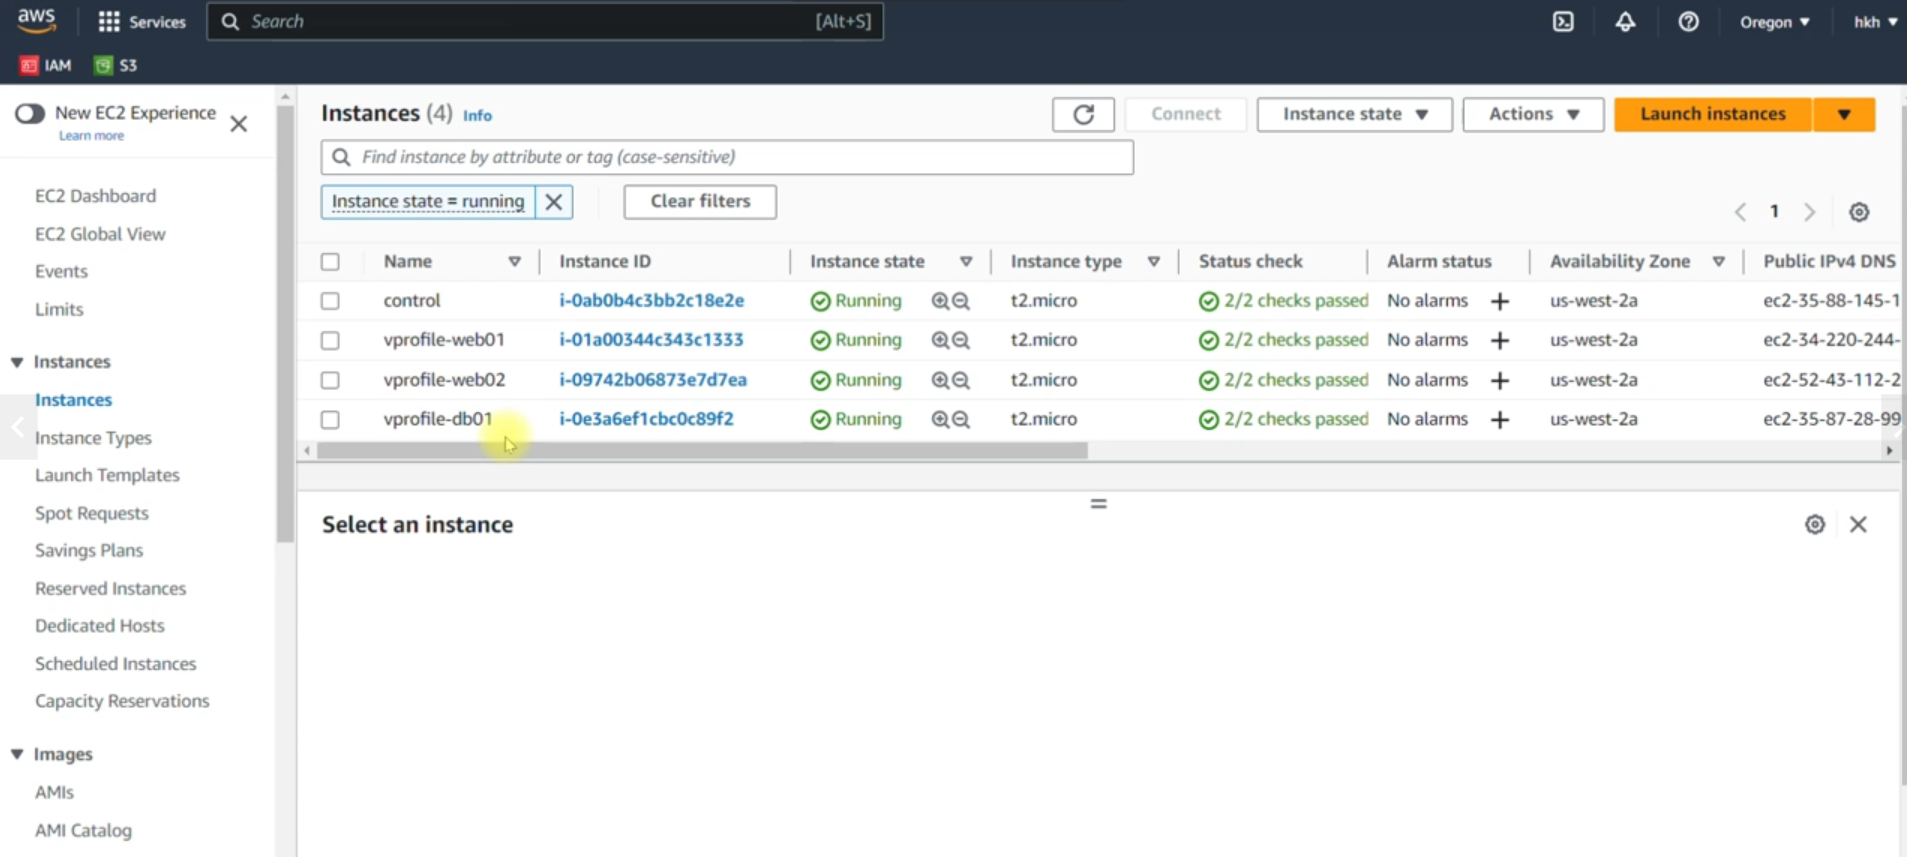 aws Services Search [Alt+S] Oregon hkh
IAM S3
New EC2 Experience
Learn more
EC2 Dashboard
EC2 Global View
Events
Limits
Instances
Instances
Instance Types
Launch Templates
Spot Requests
Savings Plans
Reserved Instances
Dedicated Hosts
Scheduled Instances
Capacity Reservations
Images
AMIs
AMI Catalog
Instances (4) Info
Connect Instance state Actions Launch instances
Find instance by attribute or tag (case-sensitive)
Instance state = running Clear filters
1
Name Instance ID Instance state Instance type Status check Alarm status Availability Zone Public IPv4 DNS
control i-0ab0b4c3bb2c18e2e Running t2.micro 2/2 checks passed No alarms + us-west-2a ec2-35-88-145-1
vprofile-web01 i-01a00344c343c1333 Running t2.micro 2/2 checks passed No alarms + us-west-2a ec2-34-220-244-
vprofile-web02 i-09742b06873e7d7ea Running t2.micro 2/2 checks passed No alarms + us-west-2a ec2-52-43-112-2
vprofile-db01 i-0e3a6ef1cbc0c89f2 Running t2.micro 2/2 checks passed No alarms + us-west-2a ec2-35-87-28-99
Select an instance